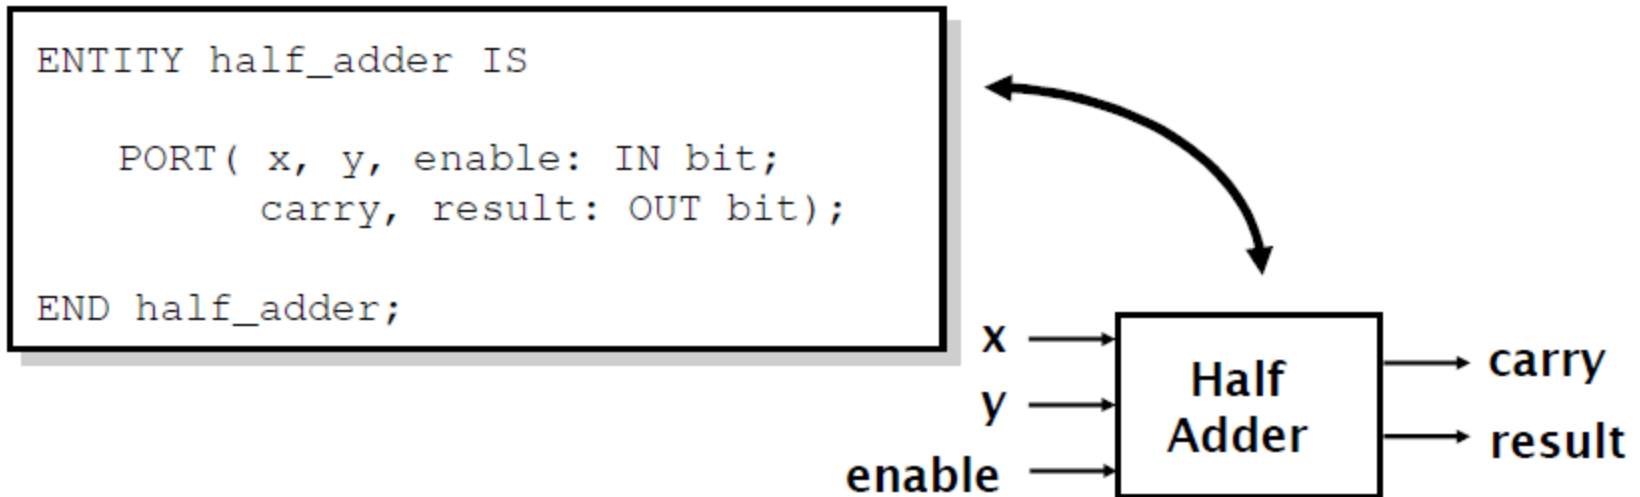 ENTITY half_adder IS
PORT( x, y, enable: IN bit;
carry, result: OUT bit);
END half_adder;
x
y
enable
Half
Adder
carry
result